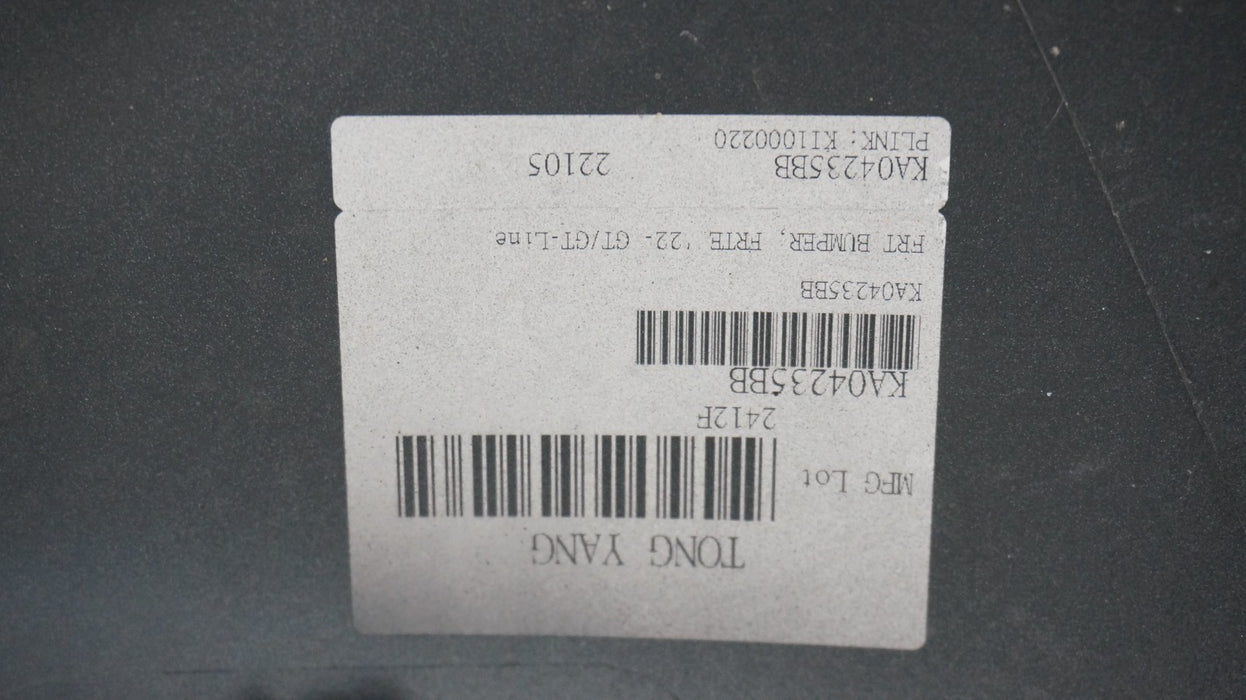 TONG YANG
MFG Lot
2412F
KA04235BB
KA04235BB
FRT BUMPER, FRTE '22- GT/GT-Line
KA04235BB 22105
PLINK: KI1000220